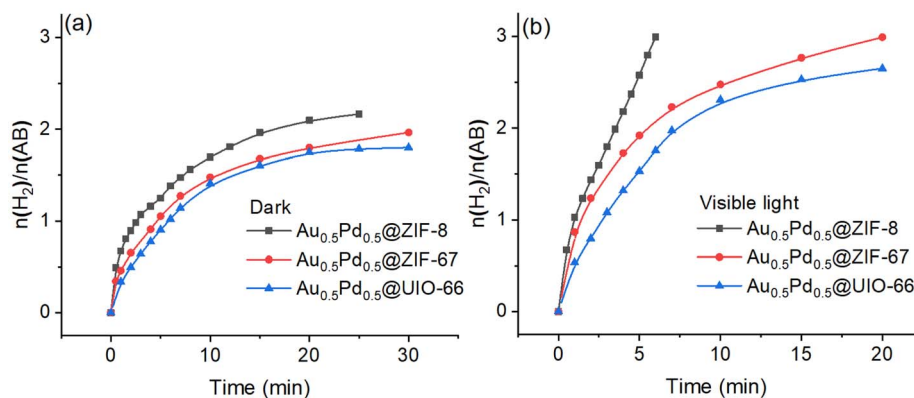 (a)
3
2
1
0
n(H₂)/n(AB)
Dark
Au₀.₅Pd₀.₅@ZIF-8
Au₀.₅Pd₀.₅@ZIF-67
Au₀.₅Pd₀.₅@UIO-66
0 10 20 30
Time (min)
(b)
3
2
1
0
n(H₂)/n(AB)
Visible light
Au₀.₅Pd₀.₅@ZIF-8
Au₀.₅Pd₀.₅@ZIF-67
Au₀.₅Pd₀.₅@UIO-66
0 5 10 15 20
Time (min)